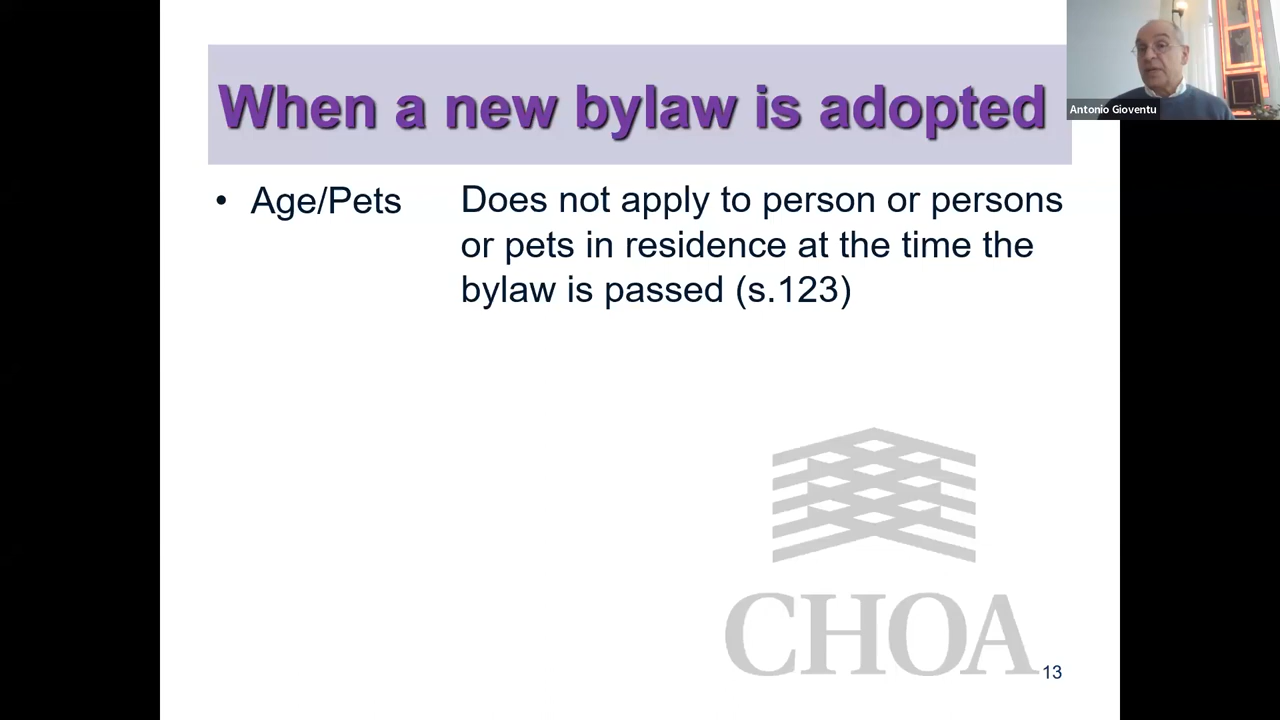 When a new bylaw is adopted
Antonio Gioventu
• Age/Pets Does not apply to person or persons
or pets in residence at the time the
bylaw is passed (s.123)
CHOA
13